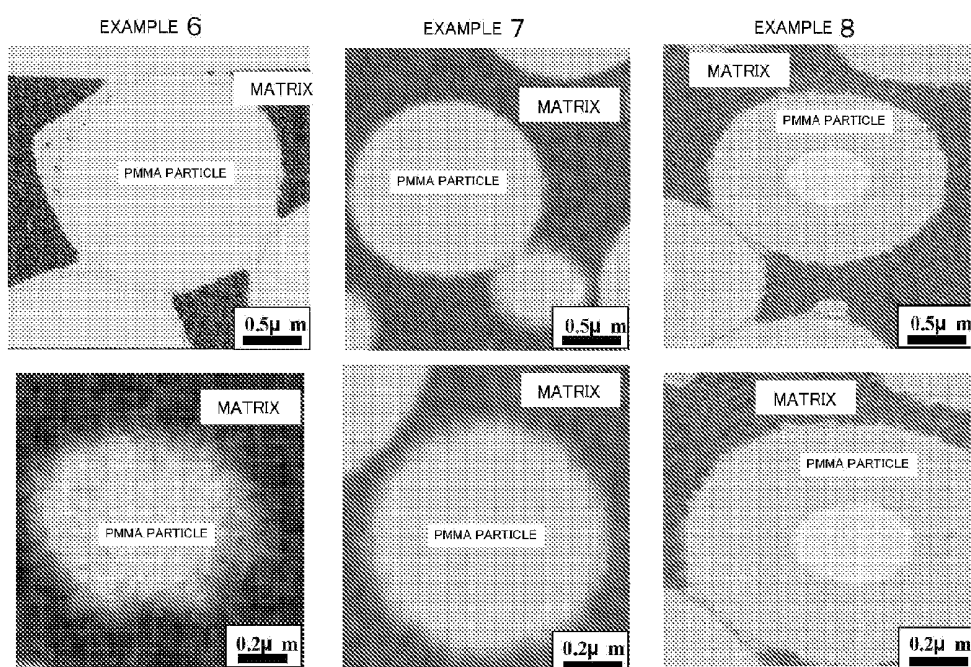 EXAMPLE 6
EXAMPLE 7
EXAMPLE 8
MATRIX
PMMA PARTICLE
0.5μ m
MATRIX
PMMA PARTICLE
0.5μ m
MATRIX
PMMA PARTICLE
0.5μ m
MATRIX
PMMA PARTICLE
0.2μ m
MATRIX
PMMA PARTICLE
0.2μ m
MATRIX
PMMA PARTICLE
0.2μ m